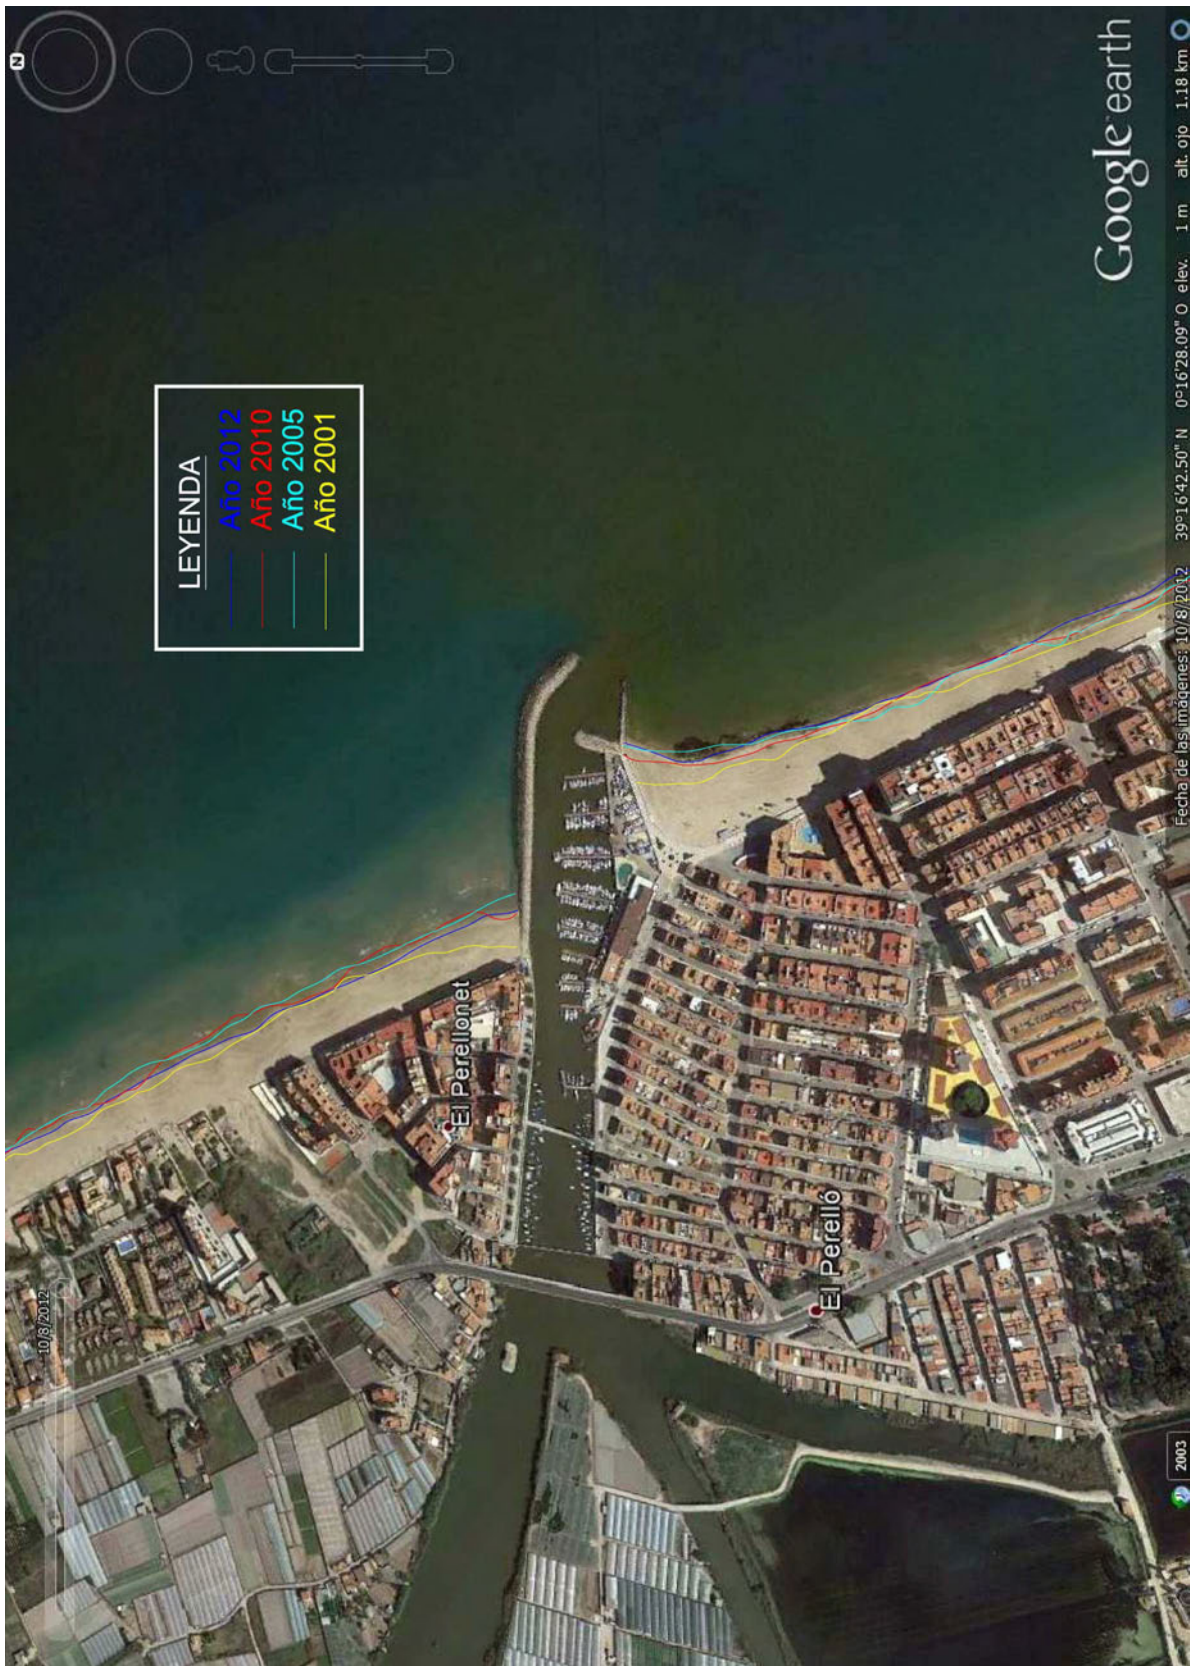 N
10/8/2012
LEYENDA
Año 2012
Año 2010
Año 2005
Año 2001
El Perellonet
El Perelló
Google earth
2003
Fecha de las imágenes: 10/8/2012 39°16'42.50" N 0°16'28.09" O elev. 1 m alt. ojo 1.18 km